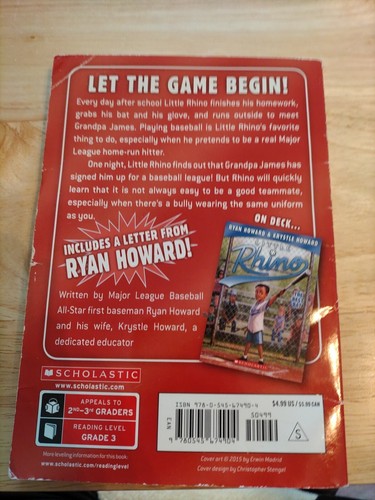 LET THE GAME BEGIN!
Every day after school Little Rhino finishes his homework,
grabs his bat and his glove, and runs outside to meet
Grandpa James. Playing baseball is Little Rhino's favorite
thing to do, especially when he pretends to be a real Major
League home-run hitter.
One night, Little Rhino finds out that Grandpa James has
signed him up for a baseball league! But Rhino will quickly
learn that it is not always easy to be a good teammate,
especially when there's a bully wearing the same uniform
as you.
ON DECK...
INCLUDES A LETTER FROM
RYAN HOWARD!
RYAN HOWARD & KRYSTLE HOWARD
LITTLE
Rhino
SCHOLASTIC
Written by Major League Baseball
All-Star first baseman Ryan Howard
and his wife, Krystle Howard, a
dedicated educator
SCHOLASTIC
www.scholastic.com
APPEALS TO
2ND-3RD GRADERS
READING LEVEL
GRADE 3
More leveling information for this book:
www.scholastic.com/readinglevel
ISBN 978-0-545-67490-4
$4.99 US / $5.99 CAN
50499
EAN
9 780545 674904
S
Cover art © 2015 by Erwin Madrid
Cover design by Christopher Stengel